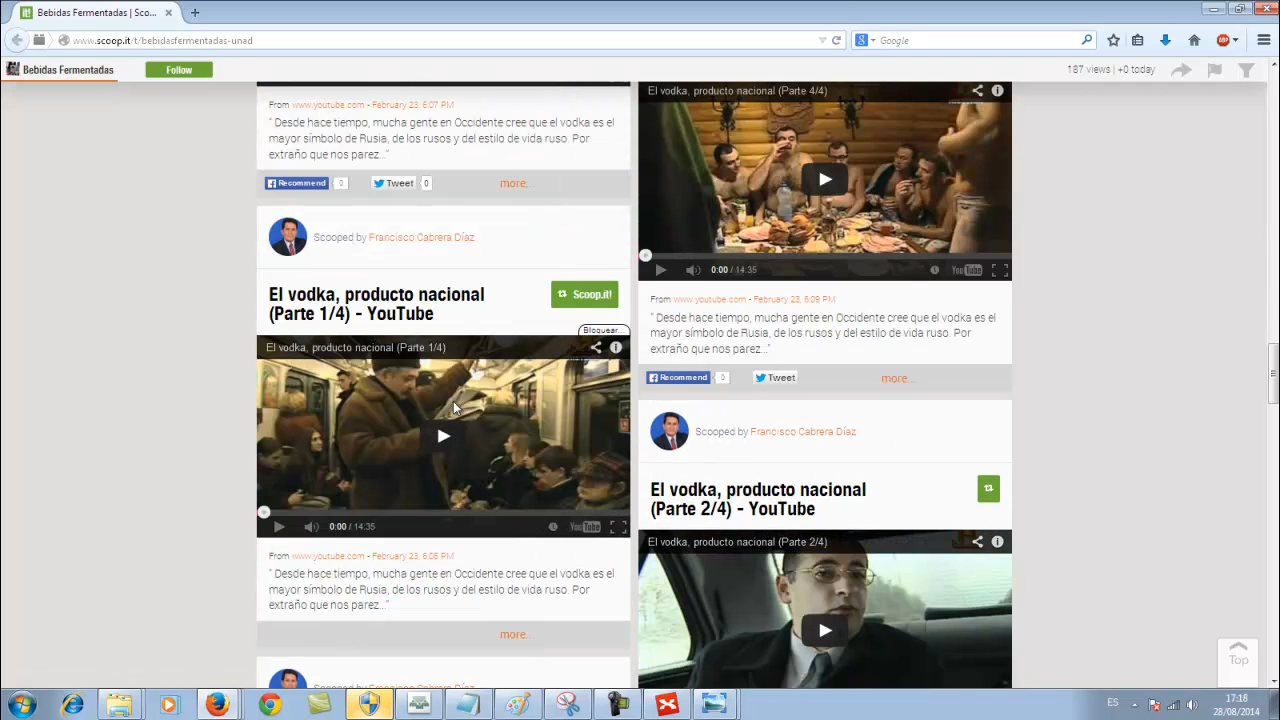 Bebidas Fermentadas | Sco...
www.scoop.it/t/bebidasfermentadas-unad
Google
Bebidas Fermentadas
Follow
187 views | +0 today
From www.youtube.com - February 23, 6:07 PM
" Desde hace tiempo, mucha gente en Occidente cree que el vodka es el
mayor símbolo de Rusia, de los rusos y del estilo de vida ruso. Por
extraño que nos parez..."
Recommend 0 Tweet 0 more...
Scooped by Francisco Cabrera Díaz
El vodka, producto nacional
(Parte 1/4) - YouTube
Scoop.it!
Bloquear...
El vodka, producto nacional (Parte 1/4)
0:00 / 14:35 YouTube
From www.youtube.com - February 23, 6:05 PM
" Desde hace tiempo, mucha gente en Occidente cree que el vodka es el
mayor símbolo de Rusia, de los rusos y del estilo de vida ruso. Por
extraño que nos parez..."
more...
Scooped by Francisco Cabrera Díaz
El vodka, producto nacional (Parte 4/4)
0:00 / 14:35 YouTube
From www.youtube.com - February 23, 6:09 PM
" Desde hace tiempo, mucha gente en Occidente cree que el vodka es el
mayor símbolo de Rusia, de los rusos y del estilo de vida ruso. Por
extraño que nos parez..."
Recommend 0 Tweet more...
Scooped by Francisco Cabrera Díaz
El vodka, producto nacional
(Parte 2/4) - YouTube
El vodka, producto nacional (Parte 2/4)
Top
ES
17:18
28/08/2014